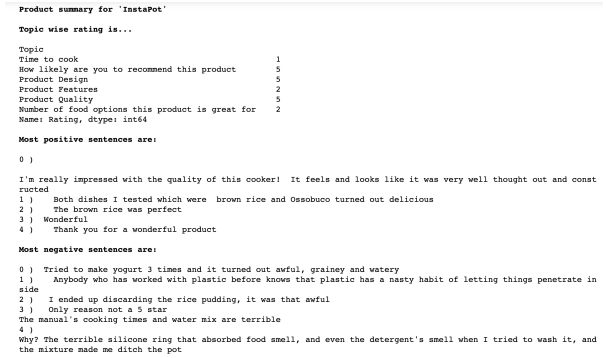 Product summary for 'InstaPot'
Topic wise rating is...
Topic
Time to cook 1
How likely are you to recommend this product 5
Product Design 5
Product Features 2
Product Quality 5
Number of food options this product is great for 2
Name: Rating, dtype: int64
Most positive sentences are:
0 )
I'm really impressed with the quality of this cooker! It feels and looks like it was very well thought out and const
ructed
1 ) Both dishes I tested which were brown rice and Ossobuco turned out delicious
2 ) The brown rice was perfect
3 ) Wonderful
4 ) Thank you for a wonderful product
Most negative sentences are:
0 ) Tried to make yogurt 3 times and it turned out awful, grainey and watery
1 ) Anybody who has worked with plastic before knows that plastic has a nasty habit of letting things penetrate in
side
2 ) I ended up discarding the rice pudding, it was that awful
3 ) Only reason not a 5 star
The manual's cooking times and water mix are terrible
4 )
Why? The terrible silicone ring that absorbed food smell, and even the detergent's smell when I tried to wash it, and
the mixture made me ditch the pot